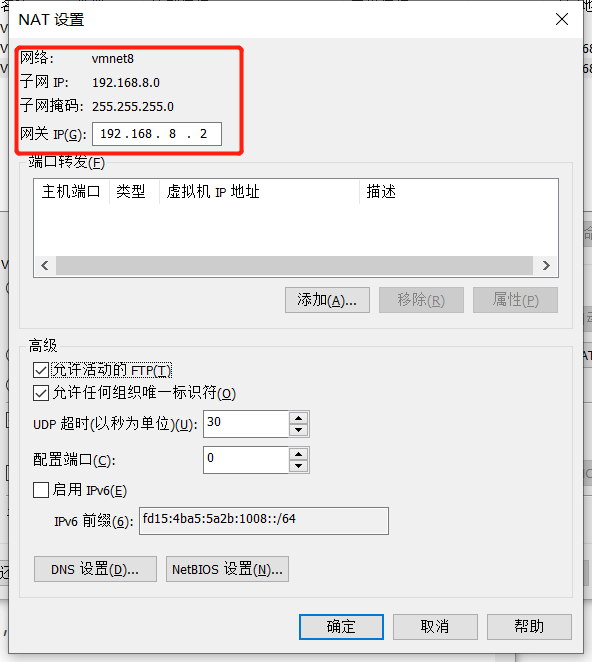 NAT 设置
网络: vmnet8
子网 IP: 192.168.8.0
子网掩码: 255.255.255.0
网关 IP(G): 192 . 168 . 8 . 2
端口转发(F)
主机端口 类型 虚拟机 IP 地址 描述
添加(A)... 移除(R) 属性(P)
高级
允许活动的 FTP(T)
允许任何组织唯一标识符(O)
UDP 超时(以秒为单位)(U): 30
配置端口(C): 0
启用 IPv6(E)
IPv6 前缀(6): fd15:4ba5:5a2b:1008::/64
DNS 设置(D)... NetBIOS 设置(N)...
确定 取消 帮助